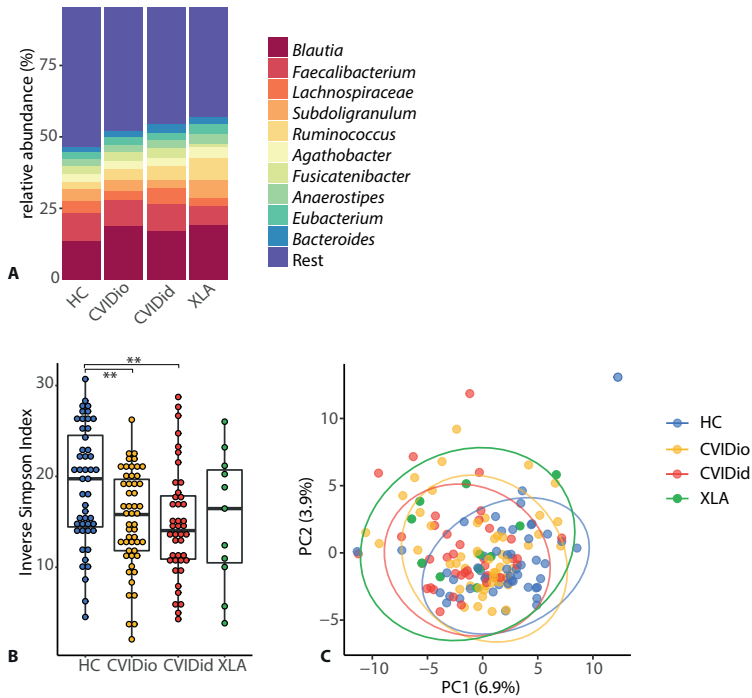 relative abundance (%)
75
50
25
0
HC
CVIDio
CVIDid
XLA
A
Blautia
Faecalibacterium
Lachnospiraceae
Subdoligranulum
Ruminococcus
Agathobacter
Fusicatenibacter
Anaerostipes
Eubacterium
Bacteroides
Rest
**
**
Inverse Simpson Index
30
20
10
HC CVIDio CVIDid XLA
B
PC2 (3.9%)
10
5
0
−5
−10 −5 0 5 10
PC1 (6.9%)
C
HC
CVIDio
CVIDid
XLA